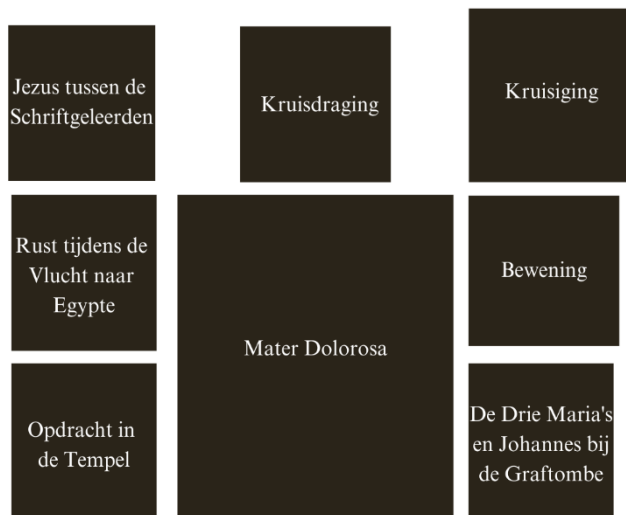 Jezus tussen de
Schriftgeleerden
Kruisdraging
Kruisiging
Rust tijdens de
Vlucht naar
Egypte
Mater Dolorosa
Bewening
Opdracht in
de Tempel
De Drie Maria's
en Johannes bij
de Graftombe